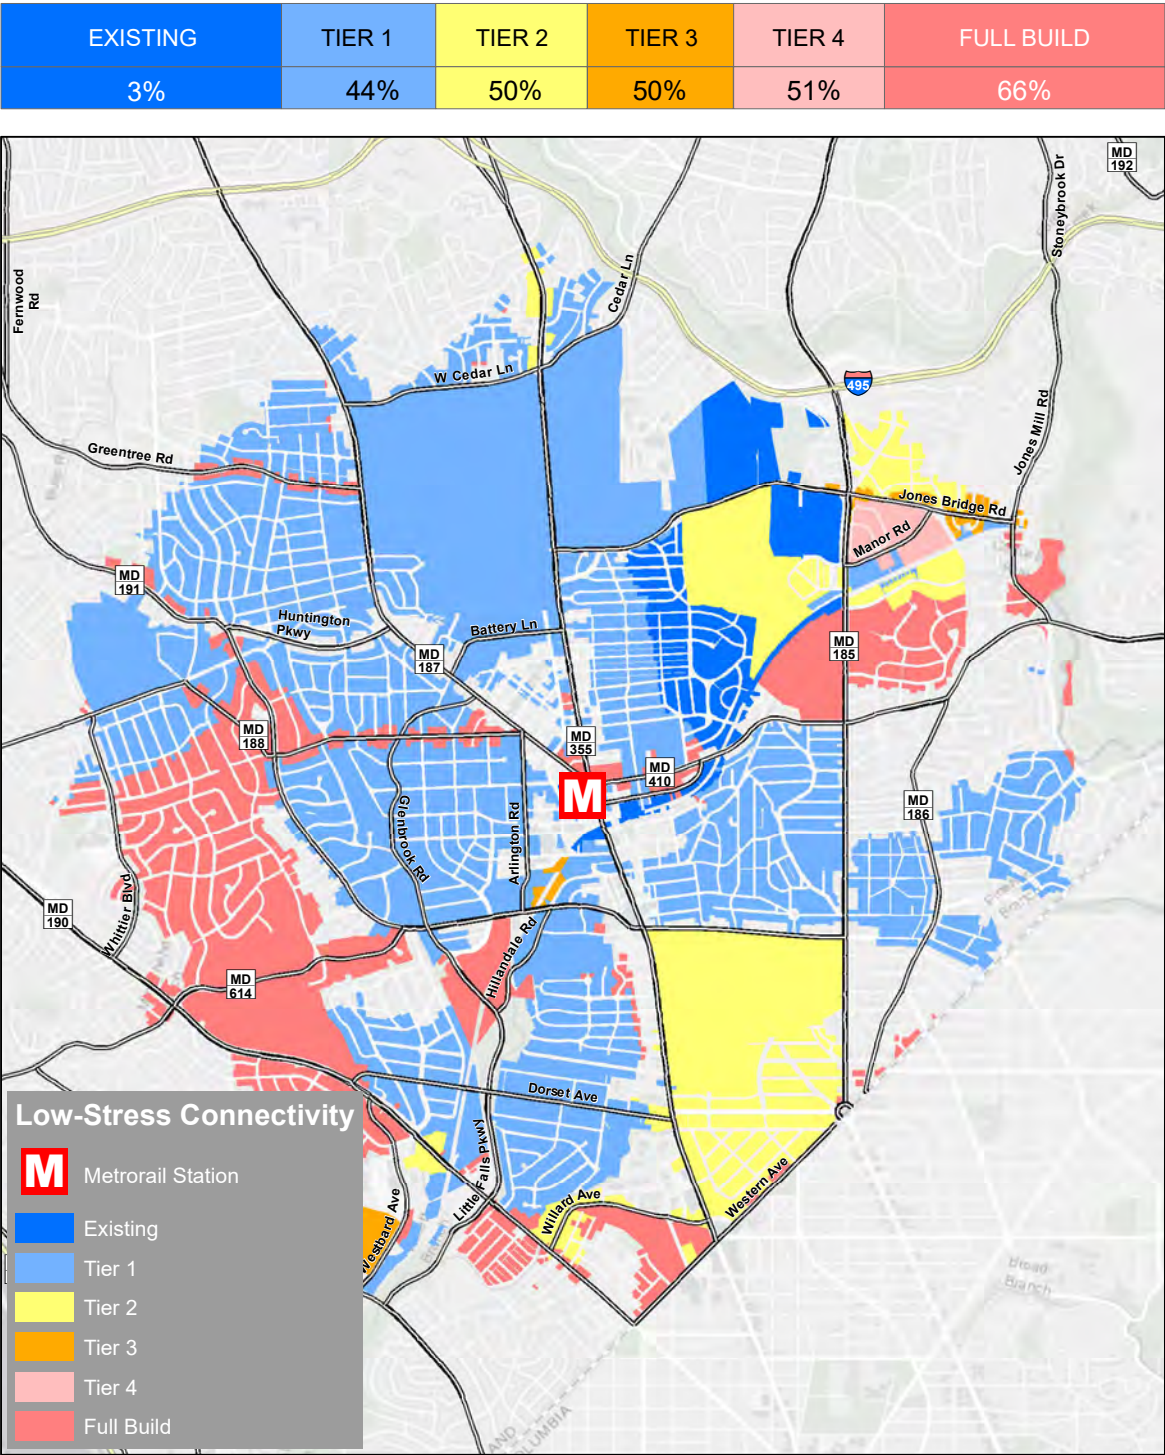 EXISTING TIER 1 TIER 2 TIER 3 TIER 4 FULL BUILD
3% 44% 50% 50% 51% 66%
MD
192
Stoneybrook Dr
Fernwood
Rd
Cedar Ln
W Cedar Ln
495
Jones Mill Rd
Greentree Rd
Jones Bridge Rd
Manor Rd
MD
191
Huntington
Pkwy
Battery Ln
MD
187
MD
185
MD
188
MD
355
MD
410
M
MD
186
Glenbrook Rd
Arlington Rd
Whittier Blvd
MD
190
Hillandale Rd
MD
614
Dorset Ave
Little Falls Pkwy
Willard Ave
Western Ave
Westbard Ave
Broad
Branch
Low-Stress Connectivity
M Metrorail Station
Existing
Tier 1
Tier 2
Tier 3
Tier 4
Full Build